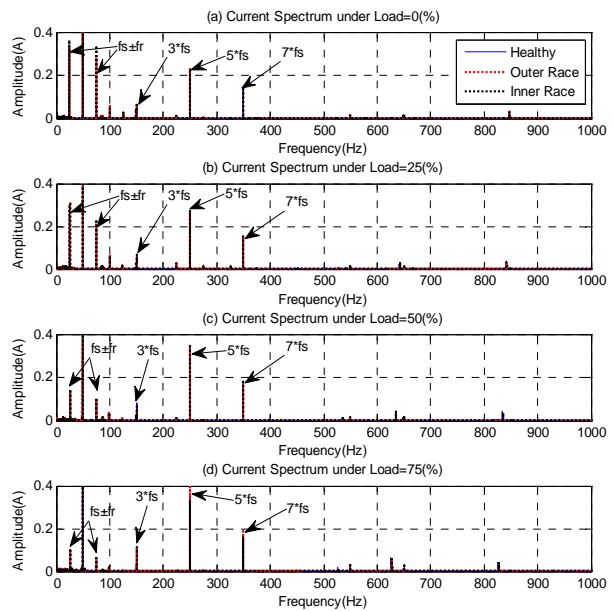 (a) Current Spectrum under Load=0(%)
Amplitude(A)
0.4
0.2
0
fs±fr
3*fs
5*fs
7*fs
Healthy
Outer Race
Inner Race
0 100 200 300 400 500 600 700 800 900 1000
Frequency(Hz)
(b) Current Spectrum under Load=25(%)
Amplitude(A)
0.4
0.2
0
fs±fr
3*fs
5*fs
7*fs
0 100 200 300 400 500 600 700 800 900 1000
Frequency(Hz)
(c) Current Spectrum under Load=50(%)
Amplitude(A)
0.4
0.2
0
fs±fr
3*fs
5*fs
7*fs
0 100 200 300 400 500 600 700 800 900 1000
Frequency(Hz)
(d) Current Spectrum under Load=75(%)
Amplitude(A)
0.4
0.2
0
fs±fr
3*fs
5*fs
7*fs
0 100 200 300 400 500 600 700 800 900 1000
Frequency(Hz)